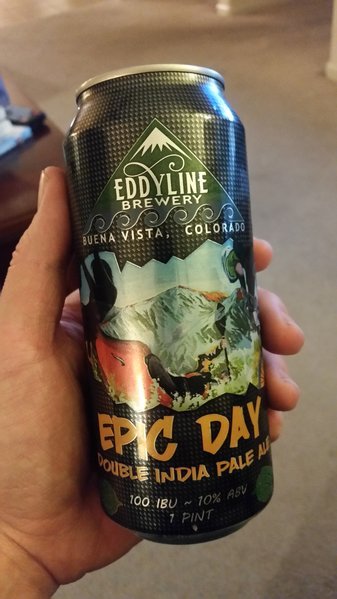 EDDYLINE
BREWERY
BUENA VISTA, COLORADO
EPIC DAY
DOUBLE INDIA PALE ALE
100 IBU ~ 10% ABV
1 PINT